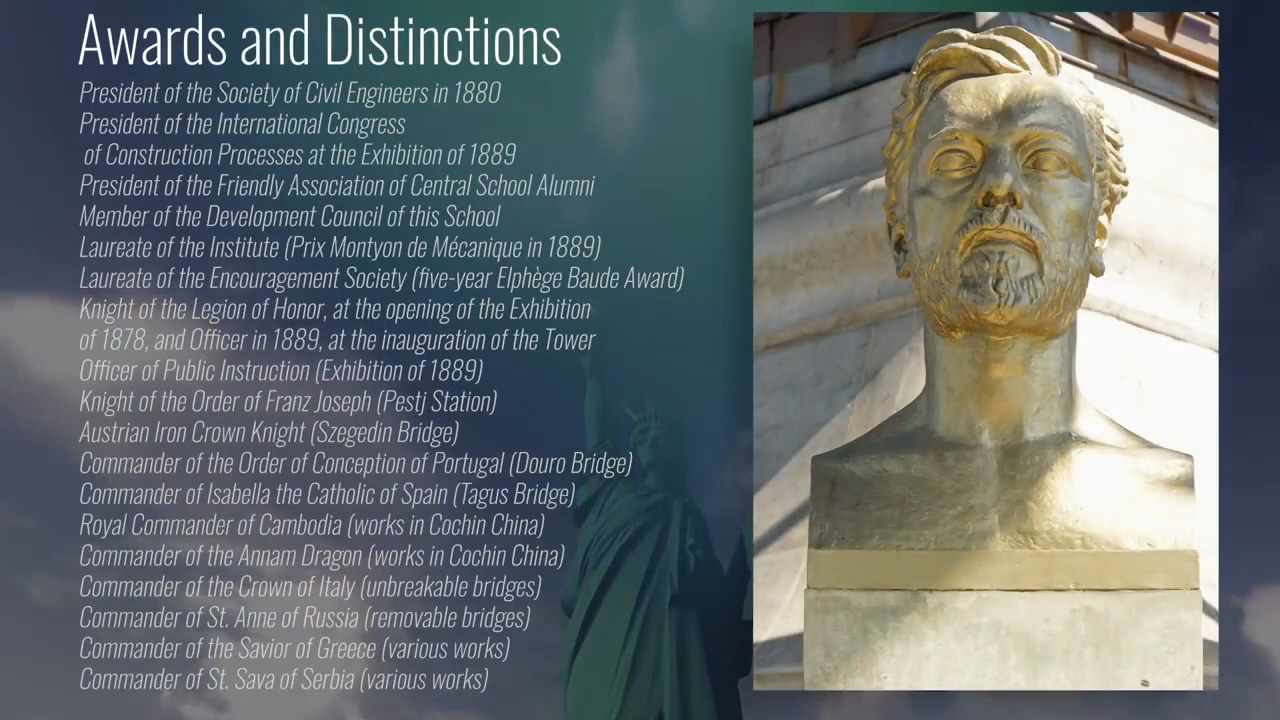 Awards and Distinctions
President of the Society of Civil Engineers in 1880
President of the International Congress
of Construction Processes at the Exhibition of 1889
President of the Friendly Association of Central School Alumni
Member of the Development Council of this School
Laureate of the Institute (Prix Montyon de Mécanique in 1889)
Laureate of the Encouragement Society (five-year Elphège Baude Award)
Knight of the Legion of Honor, at the opening of the Exhibition
of 1878, and Officer in 1889, at the inauguration of the Tower
Officer of Public Instruction (Exhibition of 1889)
Knight of the Order of Franz Joseph (Pestj Station)
Austrian Iron Crown Knight (Szegedin Bridge)
Commander of the Order of Conception of Portugal (Douro Bridge)
Commander of Isabella the Catholic of Spain (Tagus Bridge)
Royal Commander of Cambodia (works in Cochin China)
Commander of the Annam Dragon (works in Cochin China)
Commander of the Crown of Italy (unbreakable bridges)
Commander of St. Anne of Russia (removable bridges)
Commander of the Savior of Greece (various works)
Commander of St. Sava of Serbia (various works)